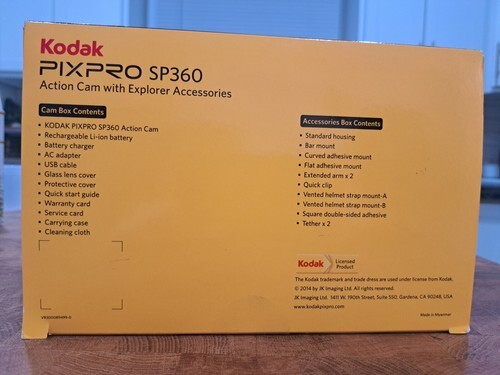 Kodak
PIXPRO SP360
Action Cam with Explorer Accessories
Cam Box Contents
• KODAK PIXPRO SP360 Action Cam
• Rechargeable Li-ion battery
• Battery charger
• AC adapter
• USB cable
• Glass lens cover
• Protective cover
• Quick start guide
• Warranty card
• Service card
• Carrying case
• Cleaning cloth
Accessories Box Contents
• Standard housing
• Bar mount
• Curved adhesive mount
• Flat adhesive mount
• Extended arm x 2
• Quick clip
• Vented helmet strap mount-A
• Vented helmet strap mount-B
• Square double-sided adhesive
• Tether x 2
Kodak Licensed
Product
The Kodak trademark and trade dress are used under license from Kodak.
© 2014 by JK Imaging Ltd. All rights reserved.
JK Imaging Ltd. 1411 W. 190th Street, Suite 550, Gardena, CA 90248, USA
www.kodakpixpro.com
Made in Myanmar